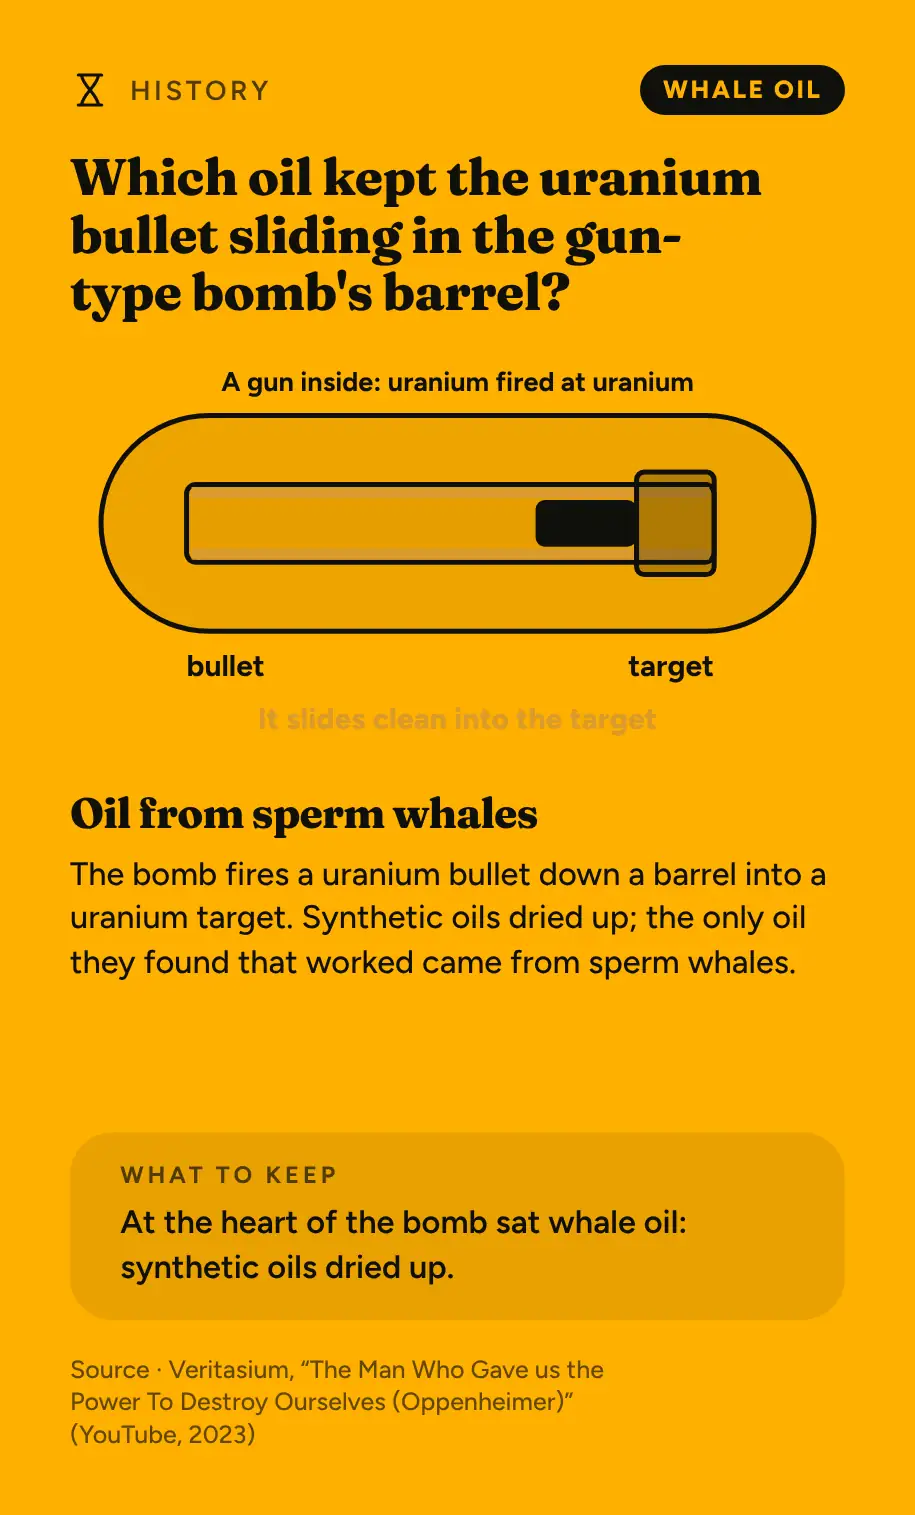 HISTORY
WHALE OIL
Which oil kept the uranium
bullet sliding in the gun-
type bomb's barrel?
A gun inside: uranium fired at uranium
bullet
target
It slides clean into the target
Oil from sperm whales
The bomb fires a uranium bullet down a barrel into a
uranium target. Synthetic oils dried up; the only oil
they found that worked came from sperm whales.
WHAT TO KEEP
At the heart of the bomb sat whale oil:
synthetic oils dried up.
Source · Veritasium, “The Man Who Gave us the
Power To Destroy Ourselves (Oppenheimer)”
(YouTube, 2023)